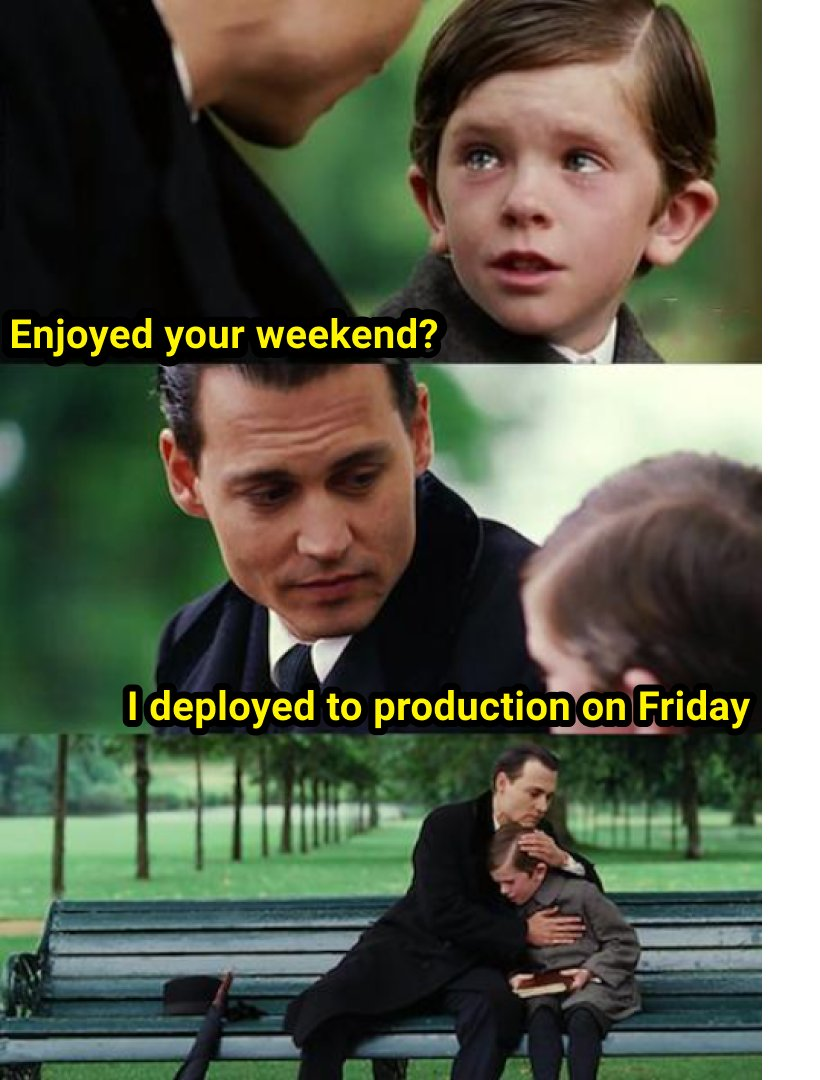 Enjoyed your weekend?
I deployed to production on Friday